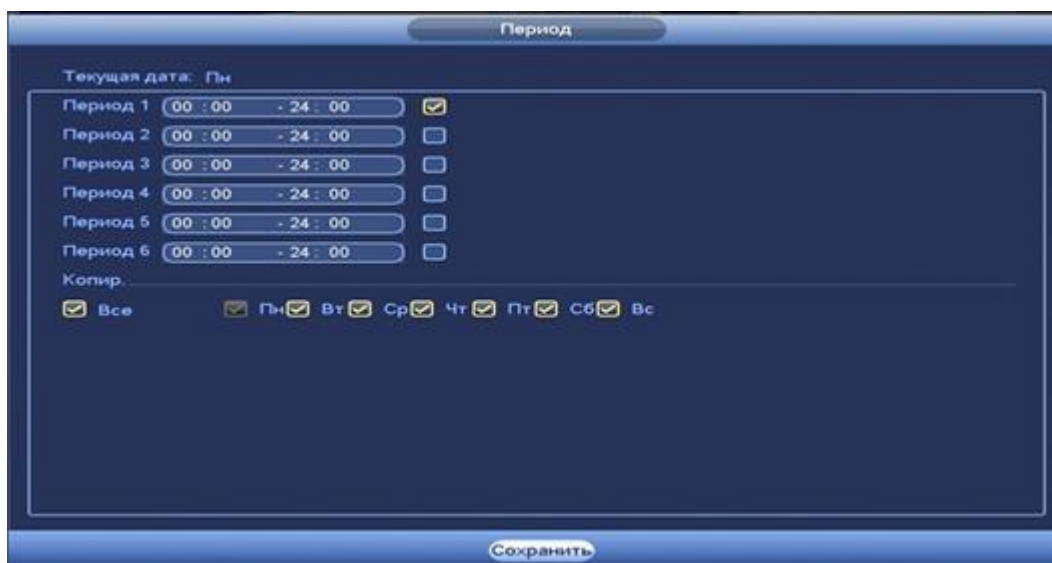 Период
Текущая дата: Пн
Период 1 00 : 00 - 24 : 00
Период 2 00 : 00 - 24 : 00
Период 3 00 : 00 - 24 : 00
Период 4 00 : 00 - 24 : 00
Период 5 00 : 00 - 24 : 00
Период 6 00 : 00 - 24 : 00
Копир.
Все Пн Вт Ср Чт Пт Сб Вс
Сохранить